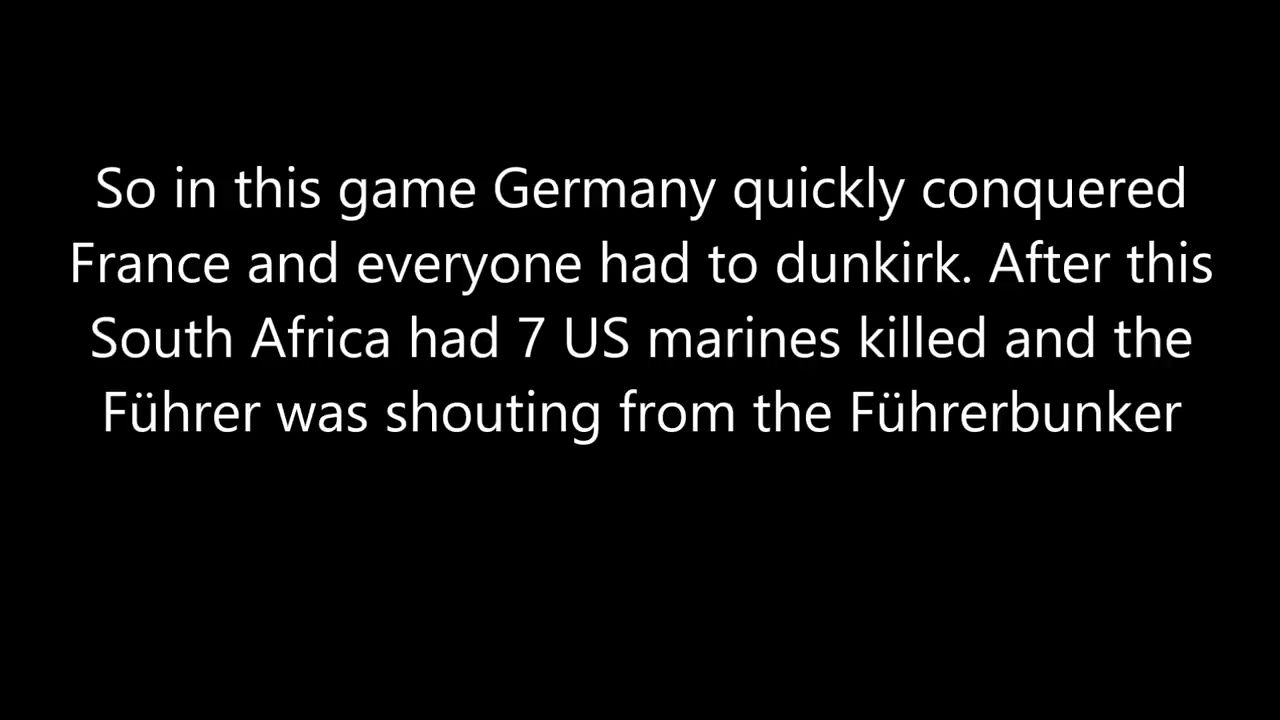 So in this game Germany quickly conquered
France and everyone had to dunkirk. After this
South Africa had 7 US marines killed and the
Führer was shouting from the Führerbunker